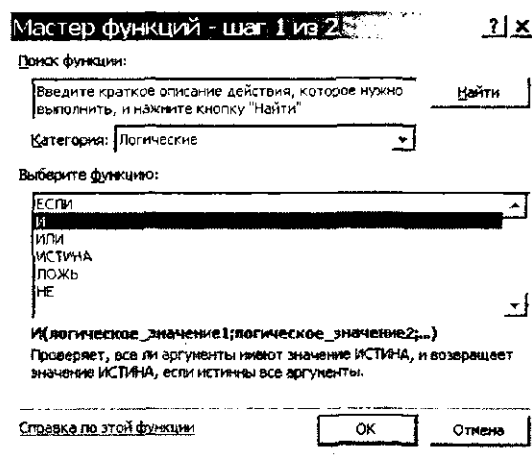 Мастер функций - шаг 1 из 2 ? x
Поиск функции:
Введите краткое описание действия, которое нужно
выполнить, и нажмите кнопку "Найти"
Найти
Категория: Логические
Выберите функцию:
ЕСЛИ
И
ИЛИ
ИСТИНА
ЛОЖЬ
НЕ
И(логическое_значение1;логическое_значение2;...)
Проверяет, все ли аргументы имеют значение ИСТИНА, и возвращает
значение ИСТИНА, если истинны все аргументы.
Справка по этой функции
ОК
Отмена